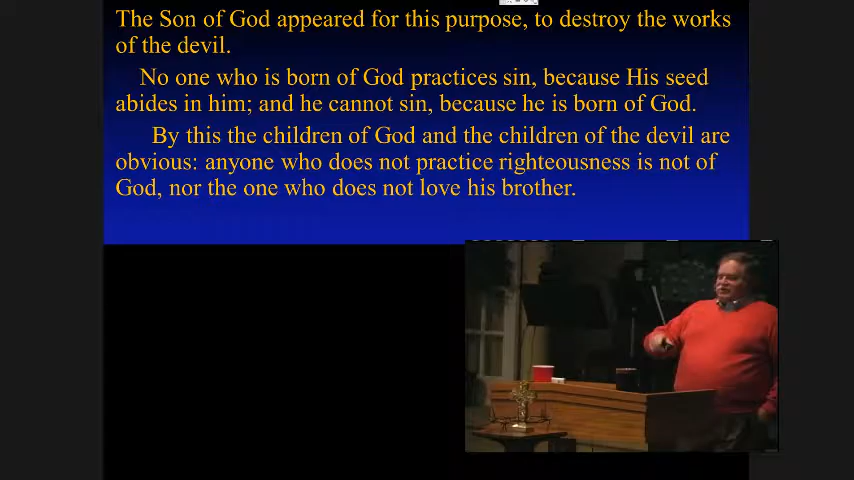 The Son of God appeared for this purpose, to destroy the works
of the devil.
No one who is born of God practices sin, because His seed
abides in him; and he cannot sin, because he is born of God.
By this the children of God and the children of the devil are
obvious: anyone who does not practice righteousness is not of
God, nor the one who does not love his brother.